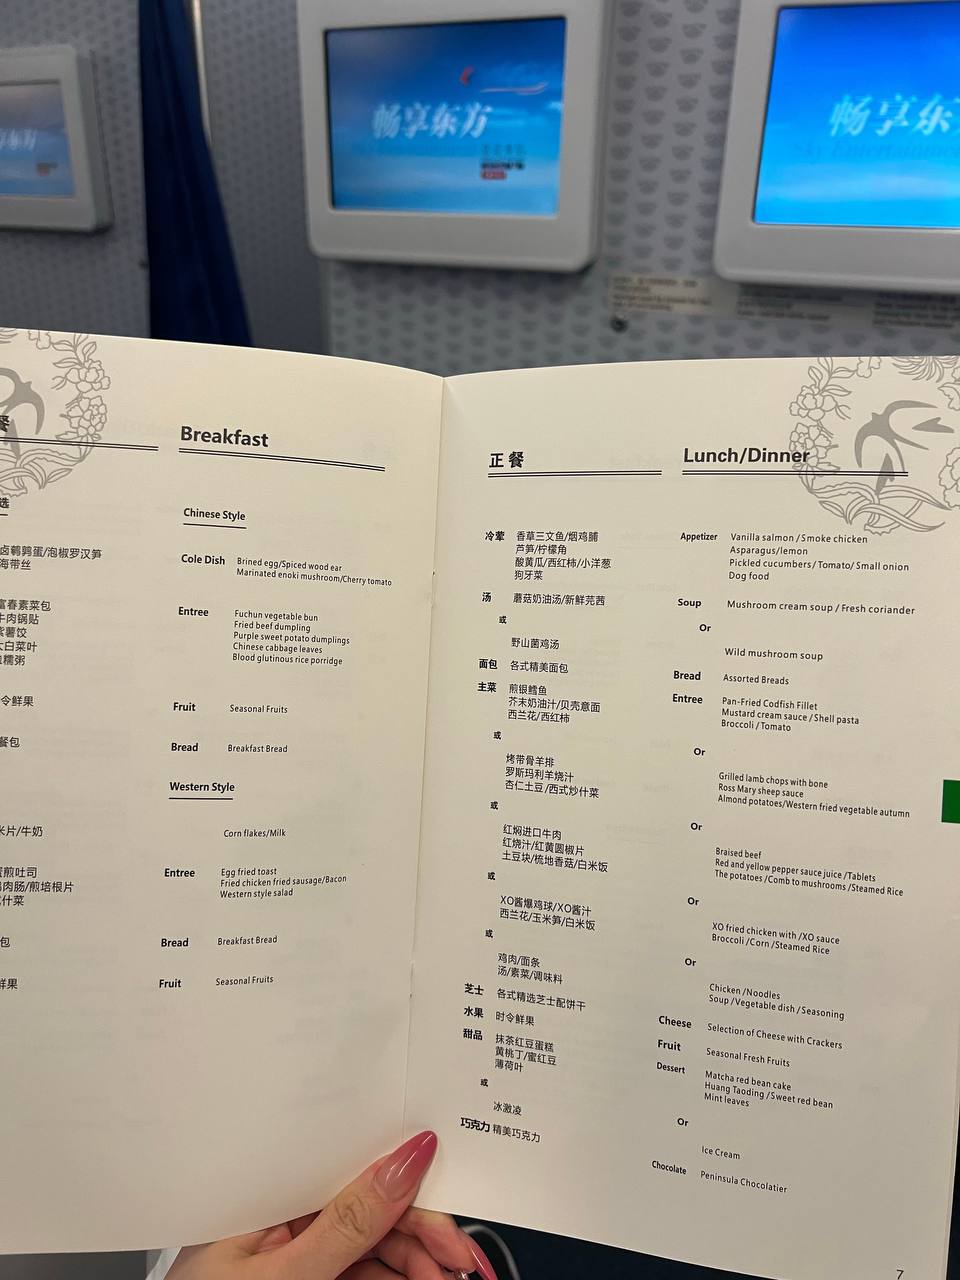 畅享东方
畅享东
Sky Entertainment
餐
Breakfast
选
Chinese Style
卤鹌鹑蛋/泡椒罗汉笋
海带丝
Cole Dish
Brined egg/Spiced wood ear
Marinated enoki mushroom/Cherry tomato
富春素菜包
牛肉锅贴
紫薯饺
大白菜叶
血糯粥
Entree
Fuchun vegetable bun
Fried beef dumpling
Purple sweet potato dumplings
Chinese cabbage leaves
Blood glutinous rice porridge
令鲜果
Fruit
Seasonal Fruits
餐包
Bread
Breakfast Bread
Western Style
米片/牛奶
Corn flakes/Milk
蛋煎吐司
鸡肉肠/煎培根片
式什菜
Entree
Egg fried toast
Fried chicken fried sausage/Bacon
Western style salad
包
Bread
Breakfast Bread
鲜果
Fruit
Seasonal Fruits
正餐
Lunch/Dinner
冷荤 香草三文鱼/烟鸡脯
芦笋/柠檬角
酸黄瓜/西红柿/小洋葱
狗牙菜
汤 蘑菇奶油汤/新鲜芫茜
或
野山菌鸡汤
面包 各式精美面包
主菜 煎银鳕鱼
芥末奶油汁/贝壳意面
西兰花/西红柿
或
烤带骨羊排
罗斯玛利羊烧汁
杏仁土豆/西式炒什菜
或
红焖进口牛肉
红烧汁/红黄圆椒片
土豆块/梳地香菇/白米饭
或
XO酱爆鸡球/XO酱汁
西兰花/玉米笋/白米饭
或
鸡肉/面条
汤/素菜/调味料
芝士 各式精选芝士配饼干
水果 时令鲜果
甜品 抹茶红豆蛋糕
黄桃丁/蜜红豆
薄荷叶
或
冰激凌
巧克力 精美巧克力
Appetizer Vanilla salmon / Smoke chicken
Asparagus/lemon
Pickled cucumbers / Tomato/ Small onion
Dog food
Soup Mushroom cream soup / Fresh coriander
Or
Wild mushroom soup
Bread Assorted Breads
Entree Pan-Fried Codfish Fillet
Mustard cream sauce / Shell pasta
Broccoli / Tomato
Or
Grilled lamb chops with bone
Ross Mary sheep sauce
Almond potatoes/Western fried vegetable autumn
Or
Braised beef
Red and yellow pepper sauce juice /Tablets
The potatoes /Comb to mushrooms /Steamed Rice
Or
XO fried chicken with /XO sauce
Broccoli /Corn /Steamed Rice
Or
Chicken /Noodles
Soup /Vegetable dish / Seasoning
Cheese Selection of Cheese with Crackers
Fruit Seasonal Fresh Fruits
Dessert Matcha red bean cake
Huang Taoding / Sweet red bean
Mint leaves
Or
Ice Cream
Chocolate Peninsula Chocolatier
7